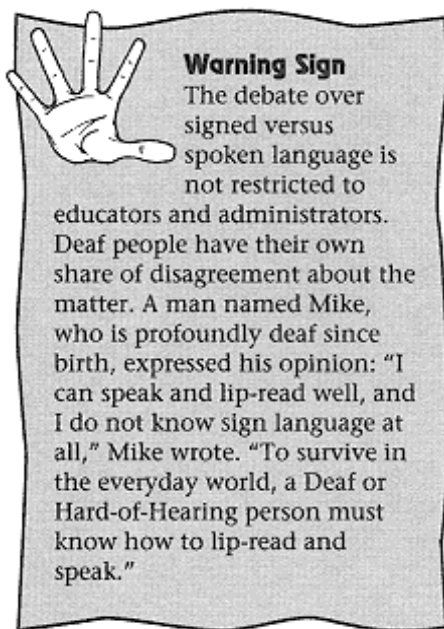 Warning Sign
The debate over
signed versus
spoken language is
not restricted to
educators and administrators.
Deaf people have their own
share of disagreement about the
matter. A man named Mike,
who is profoundly deaf since
birth, expressed his opinion: “I
can speak and lip-read well, and
I do not know sign language at
all,” Mike wrote. “To survive in
the everyday world, a Deaf or
Hard-of-Hearing person must
know how to lip-read and
speak.”